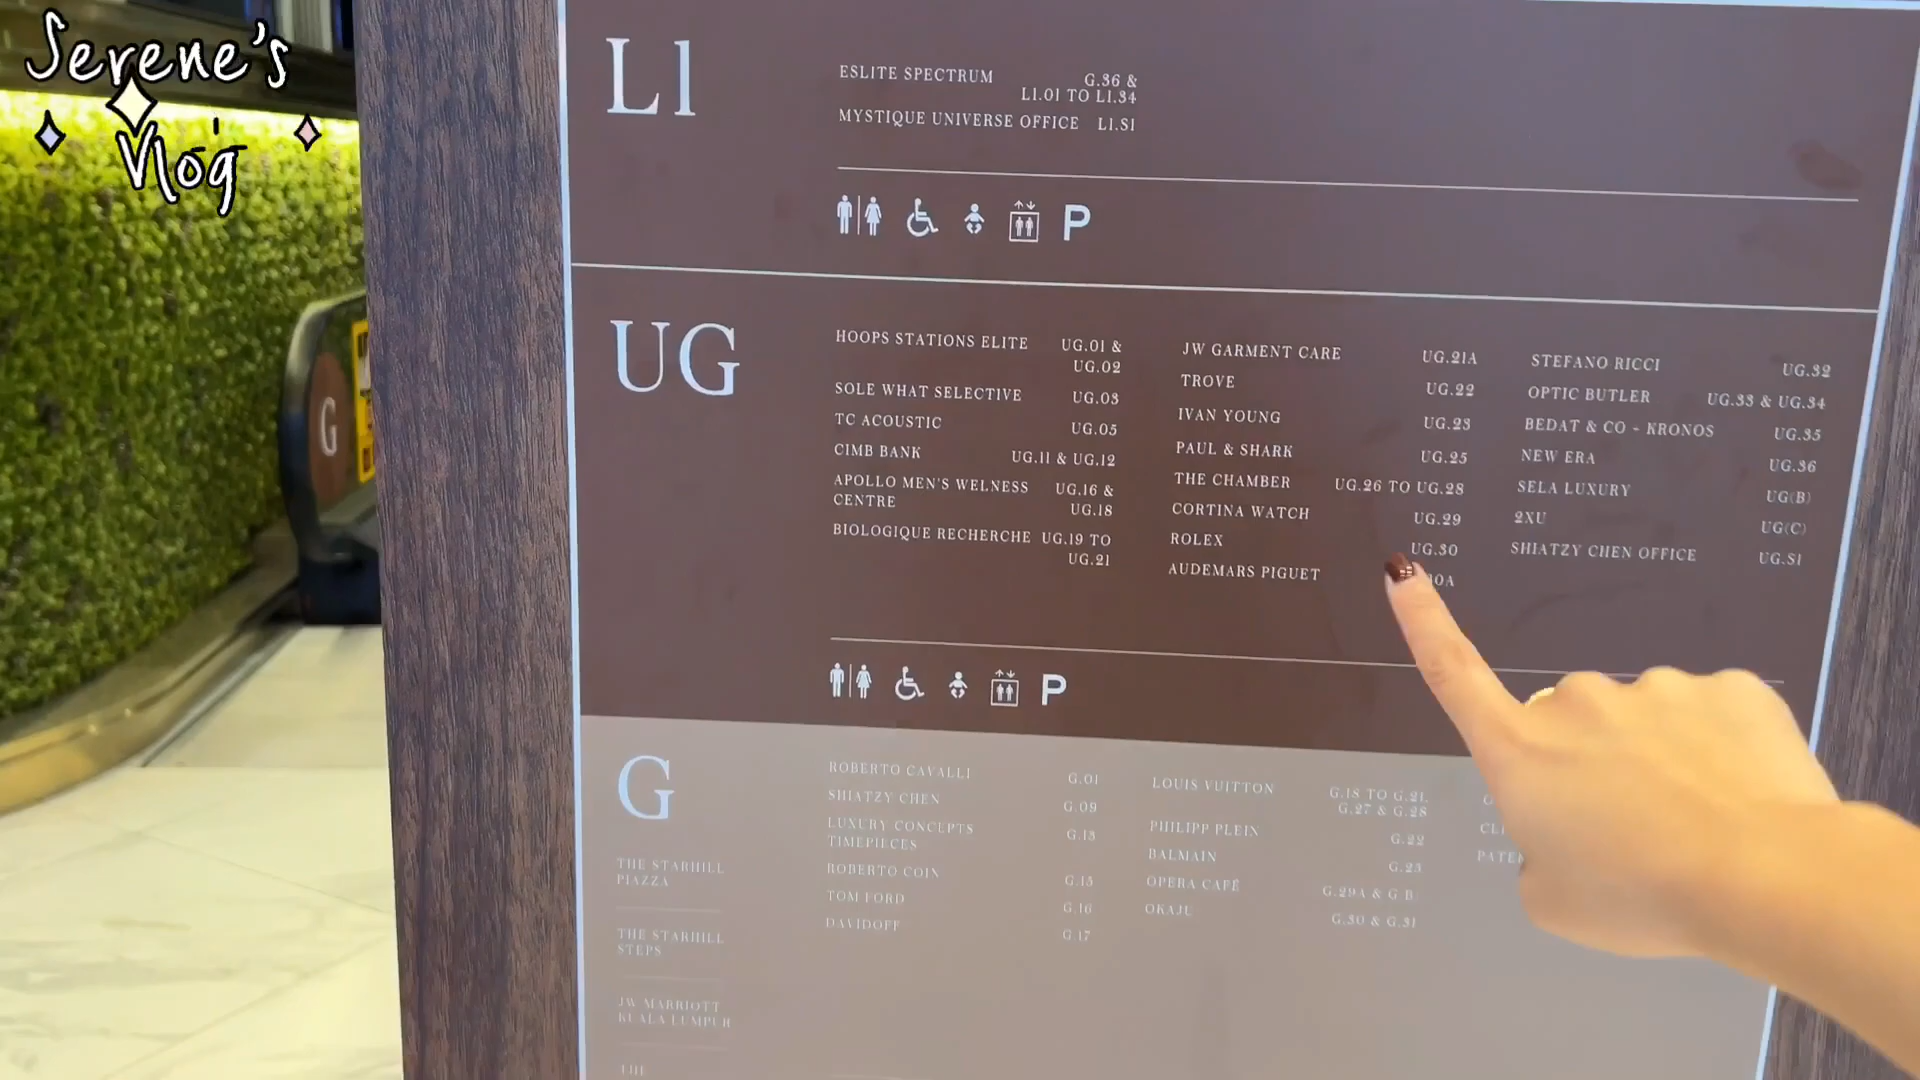 Serene's
Vlog
G
L1
ESLITE SPECTRUM G.36 &
L1.01 TO L1.34
MYSTIQUE UNIVERSE OFFICE L1.S1
P
UG
HOOPS STATIONS ELITE UG.01 &
UG.02
SOLE WHAT SELECTIVE UG.03
TC ACOUSTIC UG.05
CIMB BANK UG.11 & UG.12
APOLLO MEN'S WELNESS UG.16 &
CENTRE UG.18
BIOLOGIQUE RECHERCHE UG.19 TO
UG.21
JW GARMENT CARE UG.21A
TROVE UG.22
IVAN YOUNG UG.23
PAUL & SHARK UG.25
THE CHAMBER UG.26 TO UG.28
CORTINA WATCH UG.29
ROLEX UG.30
AUDEMARS PIGUET
STEFANO RICCI UG.32
OPTIC BUTLER UG.33 & UG.34
BEDAT & CO - KRONOS UG.35
NEW ERA UG.36
SELA LUXURY UG(B)
2XU UG(C)
SHIATZY CHEN OFFICE UG.S1
P
G
THE STARHILL
PIAZZA
THE STARHILL
STEPS
JW MARRIOTT
KUALA LUMPUR
THE
ROBERTO CAVALLI G.01
SHIATZY CHEN G.09
LUXURY CONCEPTS G.13
TIMEPIECES
ROBERTO COIN G.15
TOM FORD G.16
DAVIDOFF G.17
LOUIS VUITTON G.18 TO G.21,
G.27 & G.28
PHILIPP PLEIN G.22
BALMAIN G.25
OPERA CAFÉ G.29A & G.B
OKAJU G.30 & G.31